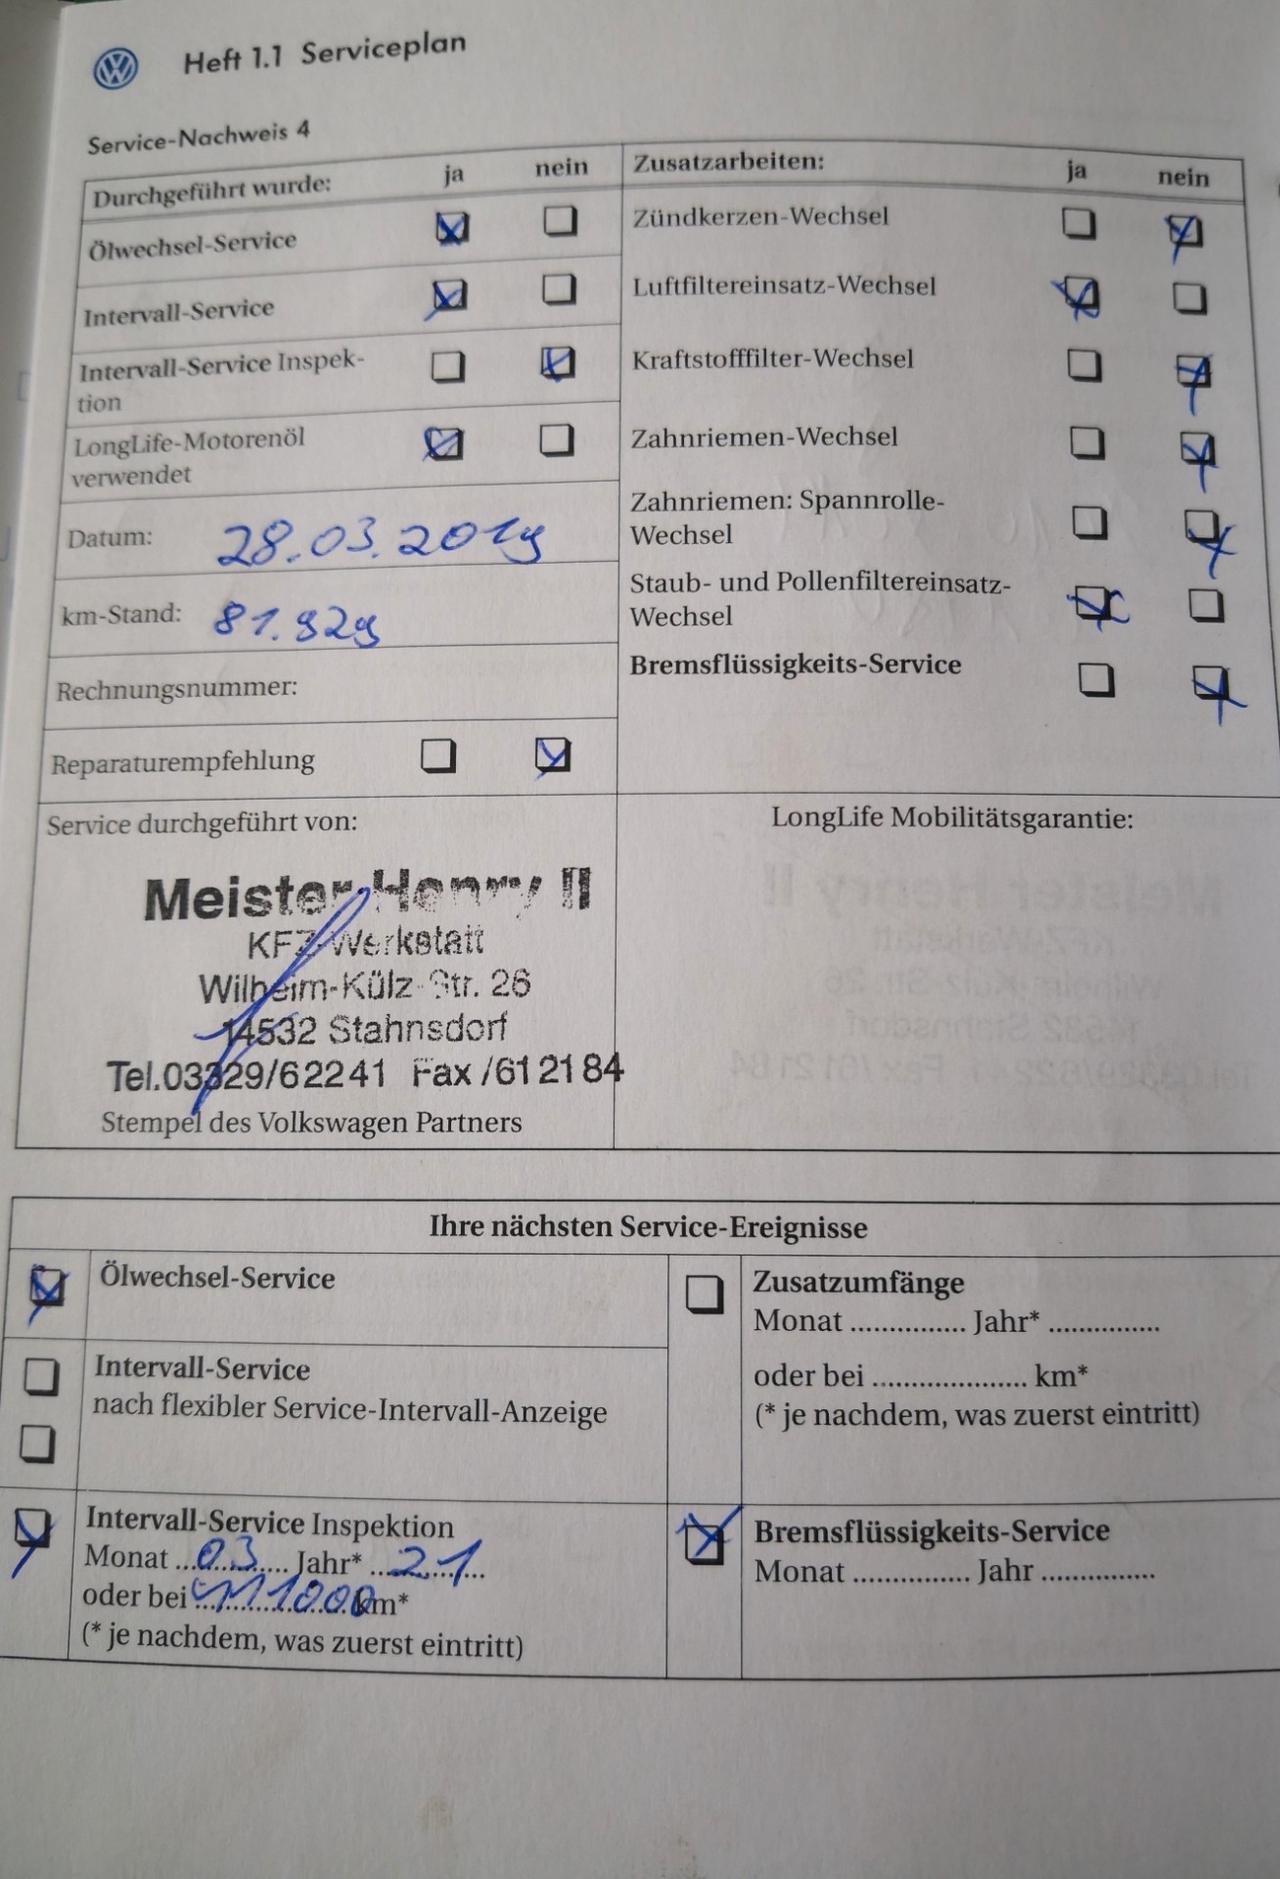 Heft 1.1 Serviceplan
Service-Nachweis 4
Durchgeführt wurde: ja nein
Ölwechsel-Service
Intervall-Service
Intervall-Service Inspek-
tion
LongLife-Motorenöl
verwendet
Datum: 28.03.2019
km-Stand: 81.929
Rechnungsnummer:
Reparaturempfehlung
Zusatzarbeiten: ja nein
Zündkerzen-Wechsel
Luftfiltereinsatz-Wechsel
Kraftstofffilter-Wechsel
Zahnriemen-Wechsel
Zahnriemen: Spannrolle-
Wechsel
Staub- und Pollenfiltereinsatz-
Wechsel
Bremsflüssigkeits-Service
Service durchgeführt von:
Meister Henry II
KFZ-Werkstatt
Wilhelm-Külz-Str. 26
14532 Stahnsdorf
Tel.03329/62241 Fax /612184
Stempel des Volkswagen Partners
LongLife Mobilitätsgarantie:
Ihre nächsten Service-Ereignisse
Ölwechsel-Service
Intervall-Service
nach flexibler Service-Intervall-Anzeige
Intervall-Service Inspektion
Monat ...03...... Jahr* ...21...
oder bei km*
(* je nachdem, was zuerst eintritt)
Zusatzumfänge
Monat ............... Jahr* ...............
oder bei ..................... km*
(* je nachdem, was zuerst eintritt)
Bremsflüssigkeits-Service
Monat ............... Jahr ...............